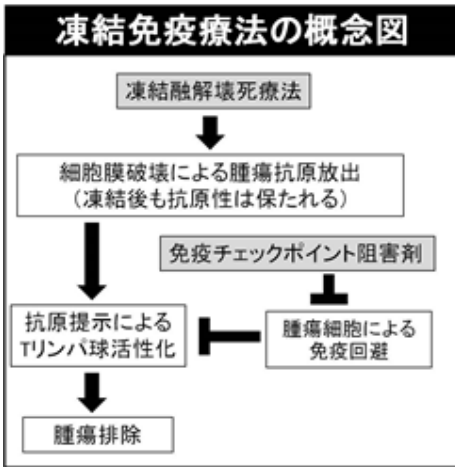 凍結免疫療法の概念図
凍結融解壊死療法
細胞膜破壊による腫瘍抗原放出
(凍結後も抗原性は保たれる)
免疫チェックポイント阻害剤
抗原提示による
Tリンパ球活性化
腫瘍細胞による
免疫回避
腫瘍排除